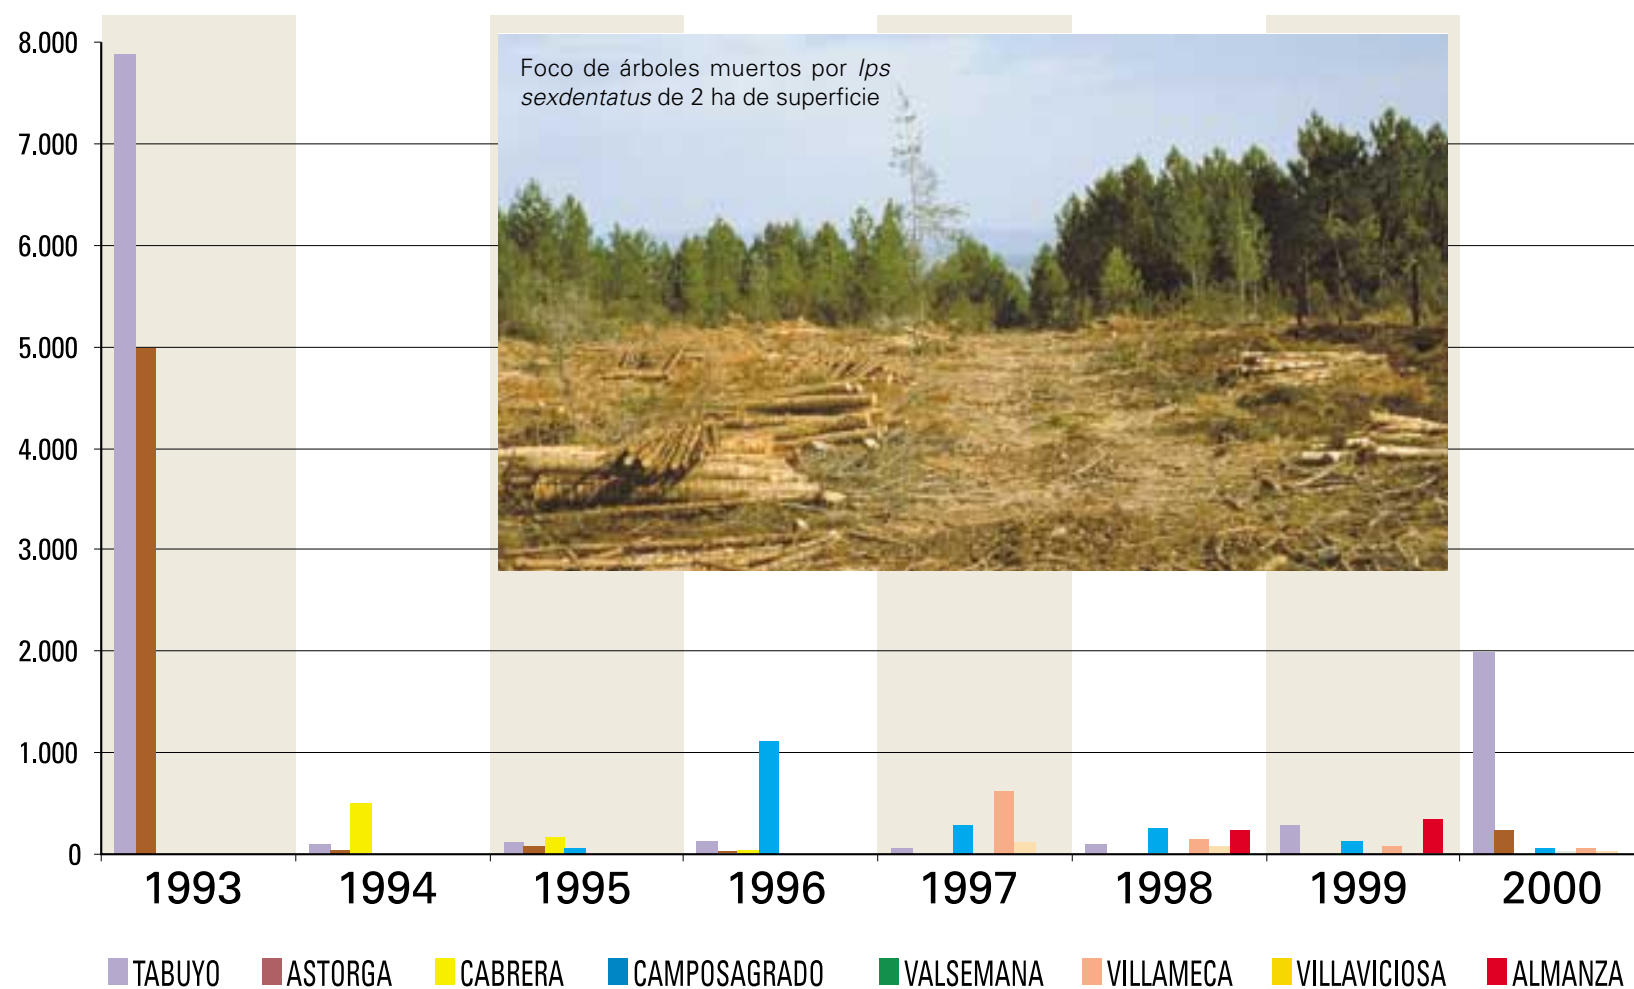 8.000
Foco de árboles muertos por Ips
sexdentatus de 2 ha de superficie
7.000
6.000
5.000
4.000
3.000
2.000
1.000
0
1993 1994 1995 1996 1997 1998 1999 2000
TABUYO ASTORGA CABRERA CAMPOSAGRADO VALSEMANA VILLAMECA VILLAVICIOSA ALMANZA